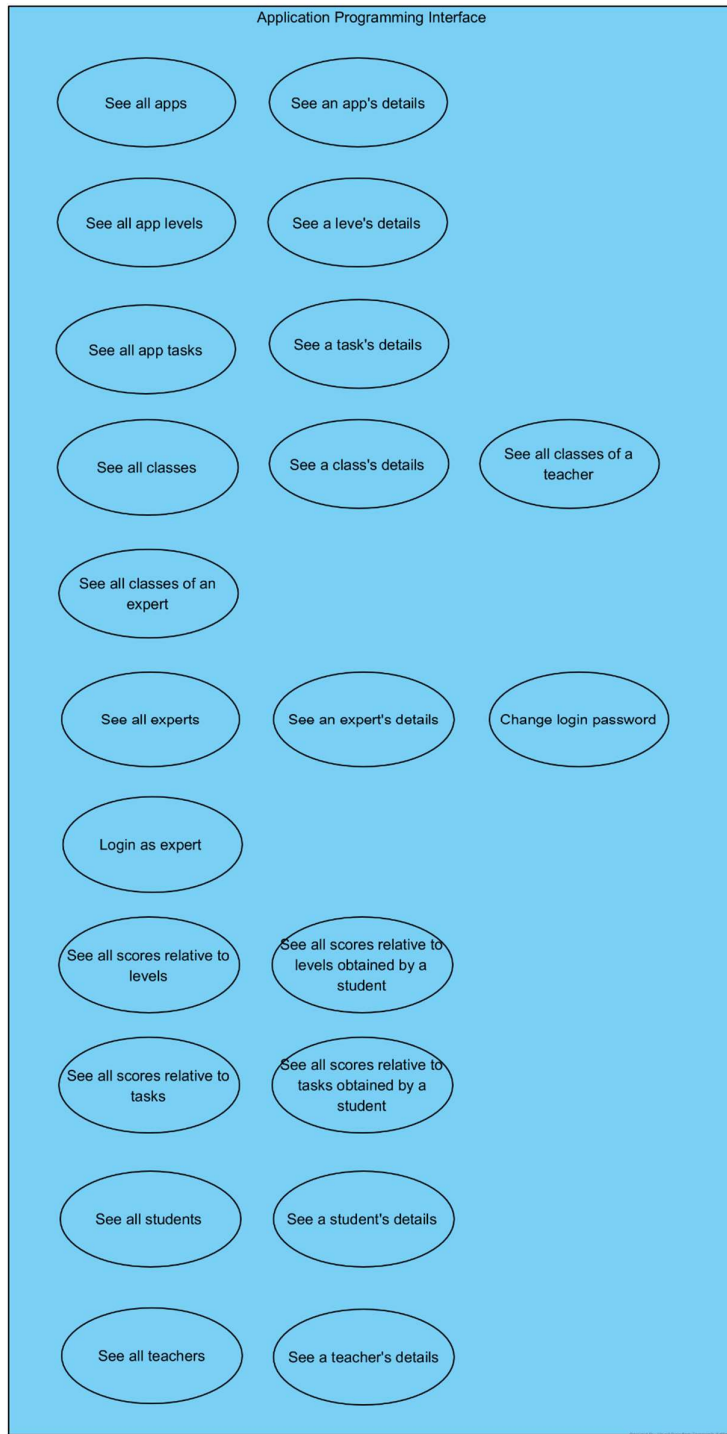 Application Programming Interface
See all apps
See an app's details
See all app levels
See a leve's details
See all app tasks
See a task's details
See all classes
See a class's details
See all classes of a
teacher
See all classes of an
expert
See all experts
See an expert's details
Change login password
Login as expert
See all scores relative to
levels
See all scores relative to
levels obtained by a
student
See all scores relative to
tasks
See all scores relative to
tasks obtained by a
student
See all students
See a student's details
See all teachers
See a teacher's details